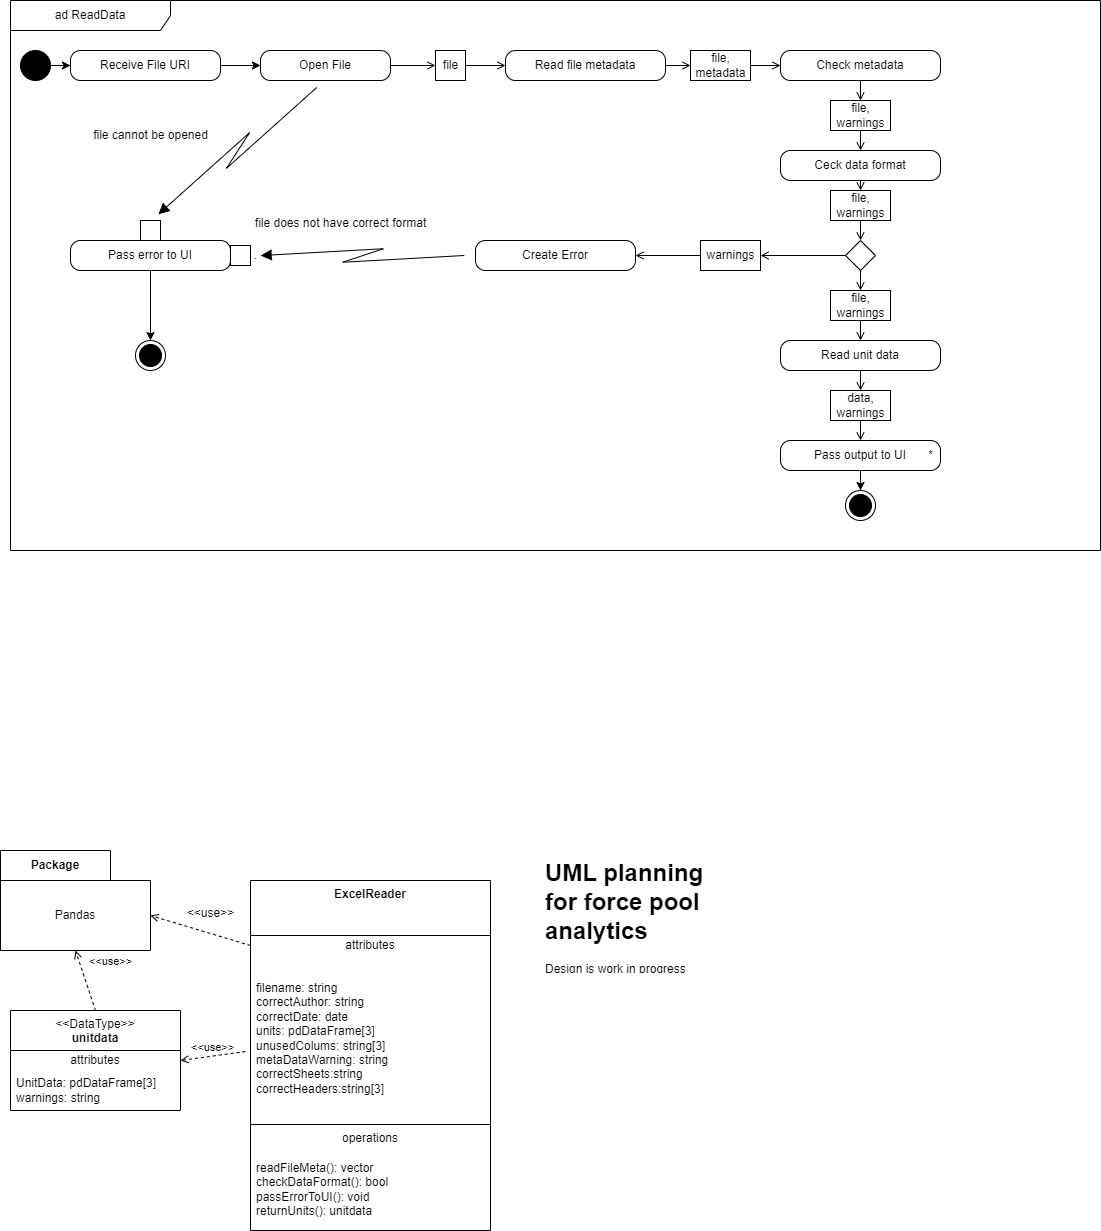 ad ReadData
Receive File URI
Open File
file
Read file metadata
file,
metadata
Check metadata
file,
warnings
file cannot be opened
Ceck data format
file,
warnings
file does not have correct format
Pass error to UI
.
Create Error
warnings
file,
warnings
Read unit data
data,
warnings
Pass output to UI
*
Package
Pandas
<<use>>
<<use>>
<<DataType>>
unitdata
attributes
UnitData: pdDataFrame[3]
warnings: string
<<use>>
ExcelReader
attributes
filename: string
correctAuthor: string
correctDate: date
units: pdDataFrame[3]
unusedColums: string[3]
metaDataWarning: string
correctSheets:string
correctHeaders:string[3]
operations
readFileMeta(): vector
checkDataFormat(): bool
passErrorToUI(): void
returnUnits(): unitdata
UML planning
for force pool
analytics
Design is work in progress